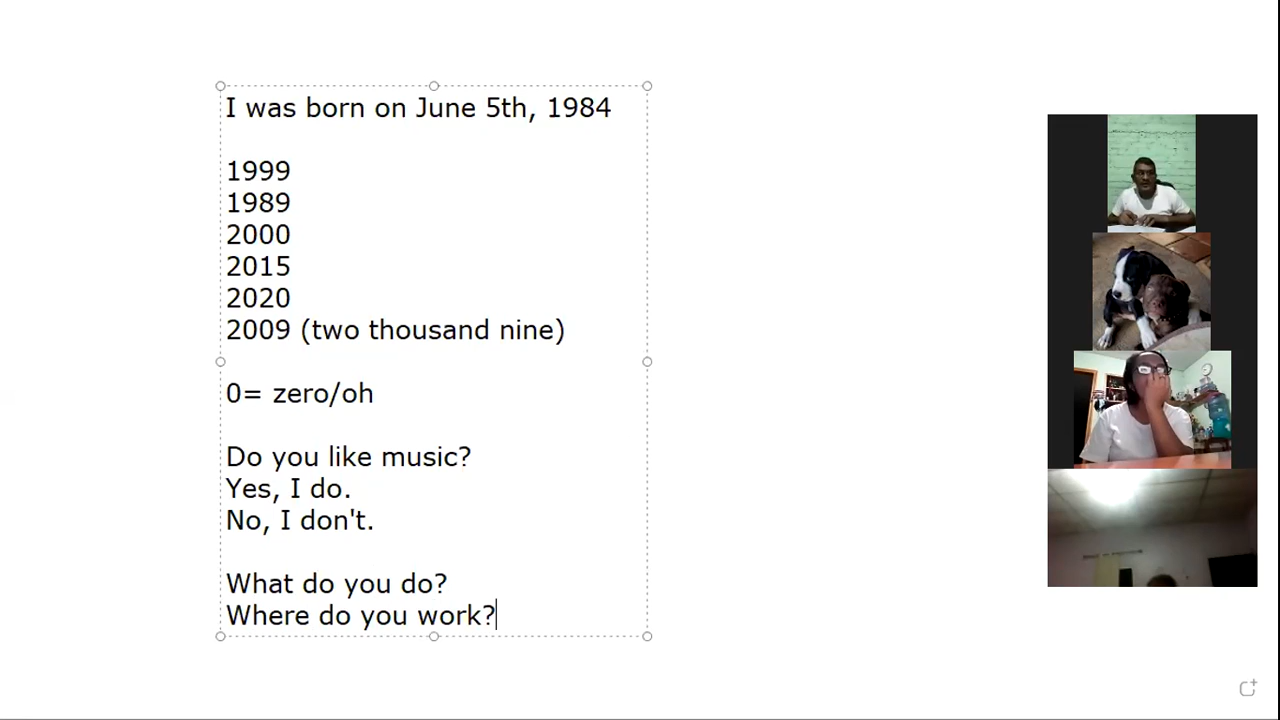 I was born on June 5th, 1984
1999
1989
2000
2015
2020
2009 (two thousand nine)
0= zero/oh
Do you like music?
Yes, I do.
No, I don't.
What do you do?
Where do you work?